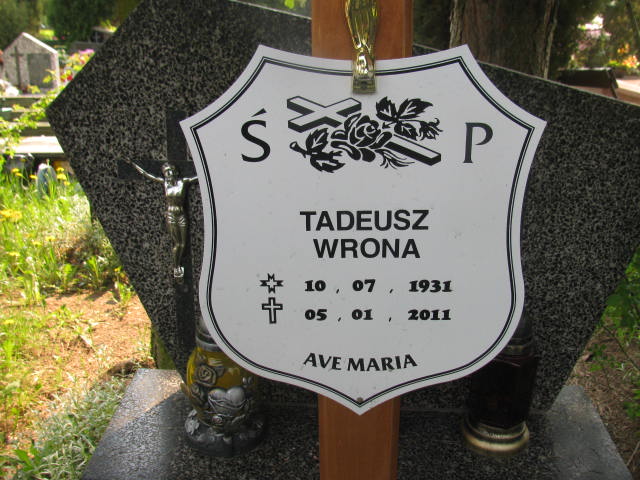 Ś P
TADEUSZ
WRONA
10 . 07 . 1931
05 . 01 . 2011
AVE MARIA